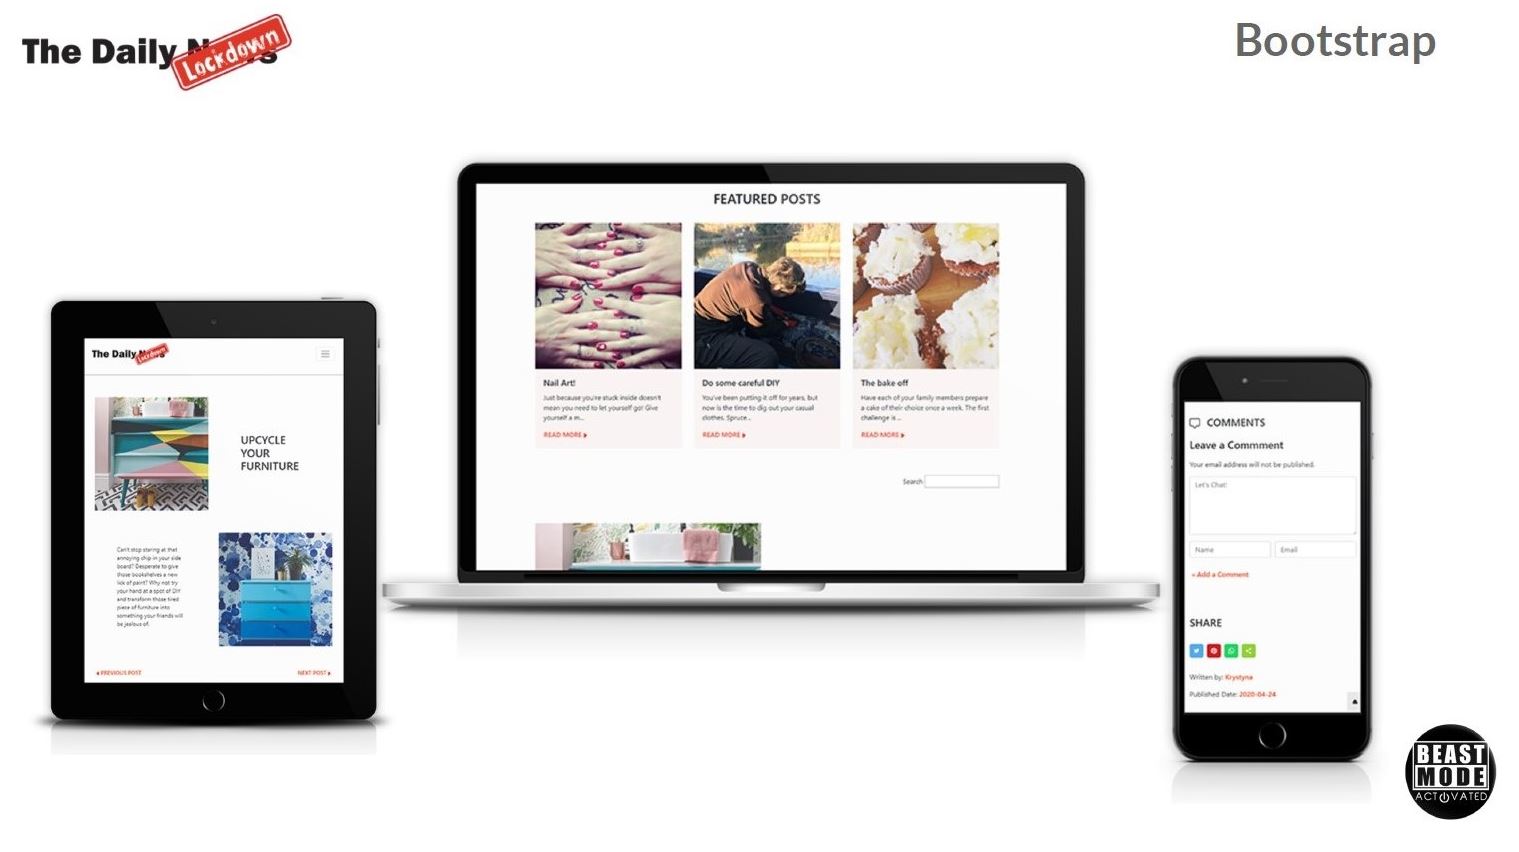 The Daily News
Lockdown
Bootstrap
The Daily News
Lockdown
UPCYCLE
YOUR
FURNITURE
Can't stop staring at that
annoying chip in your side
board? Desperate to give
those bookshelves a new
lick of paint? Why not try
your hand at a spot of DIY
and transform those tired
piece of furniture into
something your friends will
be jealous of.
PREVIOUS POST
NEXT POST
FEATURED POSTS
Nail Art!
Just because you're stuck inside doesn't
mean you need to let yourself go! Give
yourself a m...
READ MORE
Do some careful DIY
You've been putting it off for years, but
now is the time to dig out your casual
clothes. Spruce...
READ MORE
The bake off
Have each of your family members prepare
a cake of their choice once a week. The first
challenge is...
READ MORE
Search
COMMENTS
Leave a Commment
Your email address will not be published.
Let's Chat!
Name
Email
+ Add a Comment
SHARE
Written by: Krystyna
Published Date: 2020-04-24
BEAST
MODE
ACTIVATED